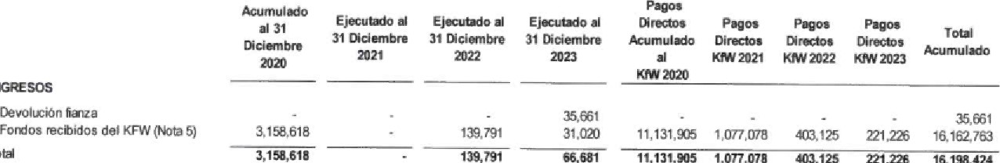 Acumulado al 31 Diciembre 2020 Ejecutado al 31 Diciembre 2021 Ejecutado al 31 Diciembre 2022 Ejecutado al 31 Diciembre 2023 Pagos Directos Acumulado al KfW 2020 Pagos Directos KfW 2021 Pagos Directos KfW 2022 Pagos Directos KfW 2023 Total Acumulado
GRESOS
Devolución fianza - - - 35,661 - - - - 35,661
Fondos recibidos del KFW (Nota 5) 3,158,618 - 139,791 31,020 11,131,905 1,077,078 403,125 221,226 16,162,763
tal 3,158,618 - 139,791 66,681 11,131,905 1,077,078 403,125 221,226 16,198,424